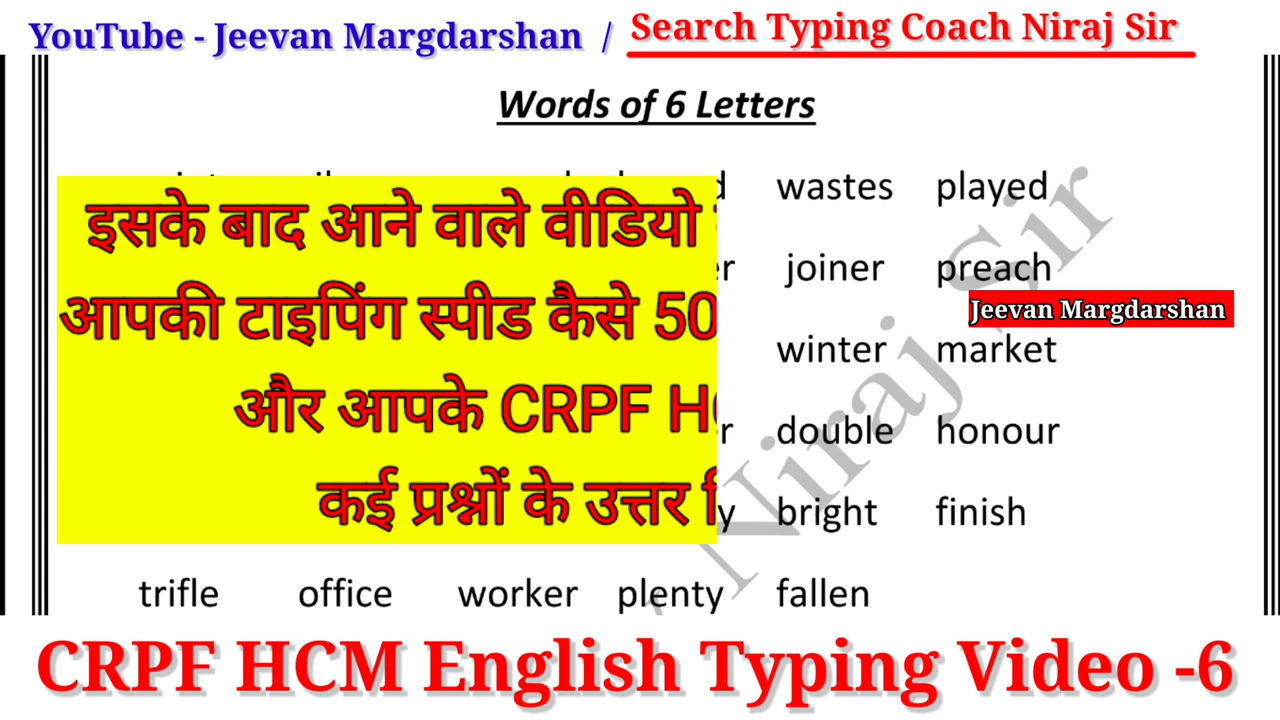 YouTube - Jeevan Margdarshan / Search Typing Coach Niraj Sir
Words of 6 Letters
wastes played
joiner preach
Jeevan Margdarshan
winter market
double honour
bright finish
trifle office worker plenty fallen
इसके बाद आने वाले वीडियो
आपकी टाइपिंग स्पीड कैसे 50
और आपके CRPF
कई प्रश्नों के उत्तर
Niraj Sir
CRPF HCM English Typing Video -6